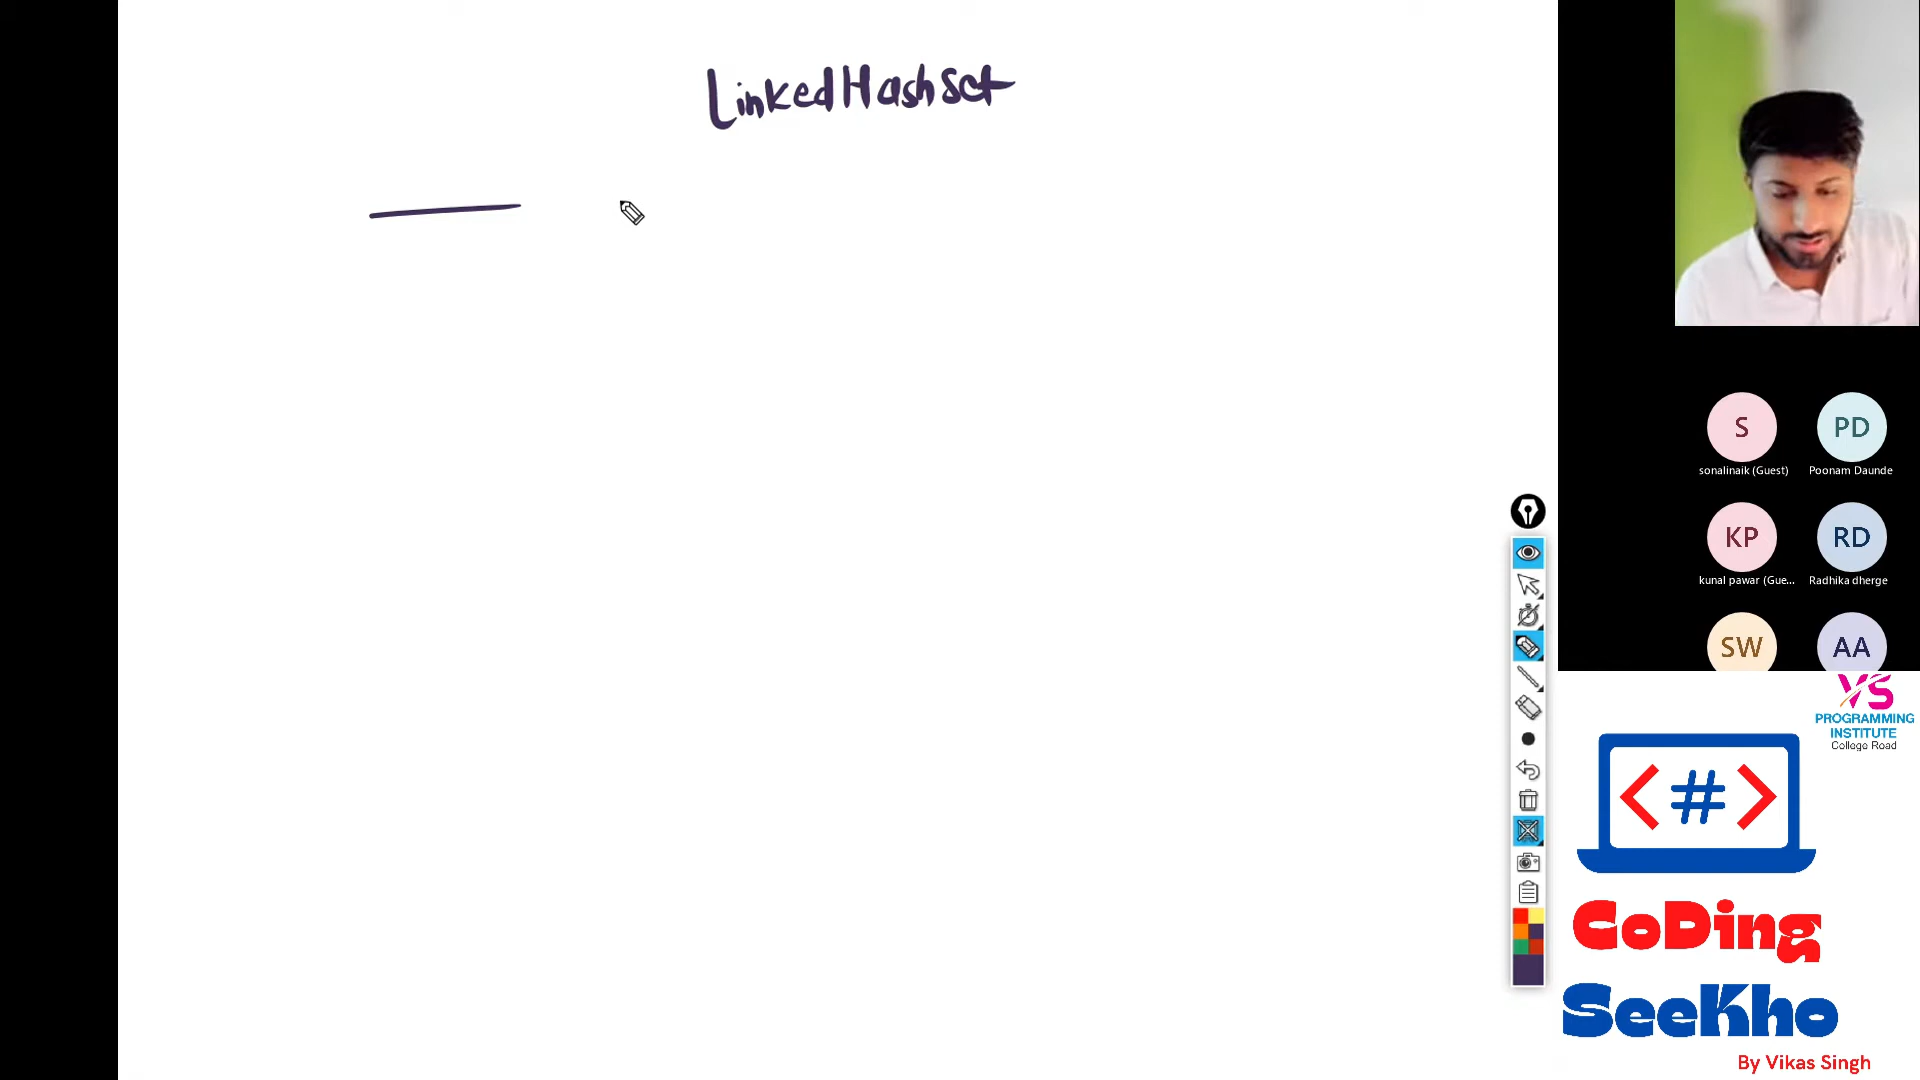 LinkedHashSet
S
PD
sonalinaik (Guest)
Poonam Daunde
KP
RD
kunal pawar (Gue...
Radhika dherge
SW
AA
VS
PROGRAMMING
INSTITUTE
College Road
<#>
CoDing
SeeKho
By Vikas Singh